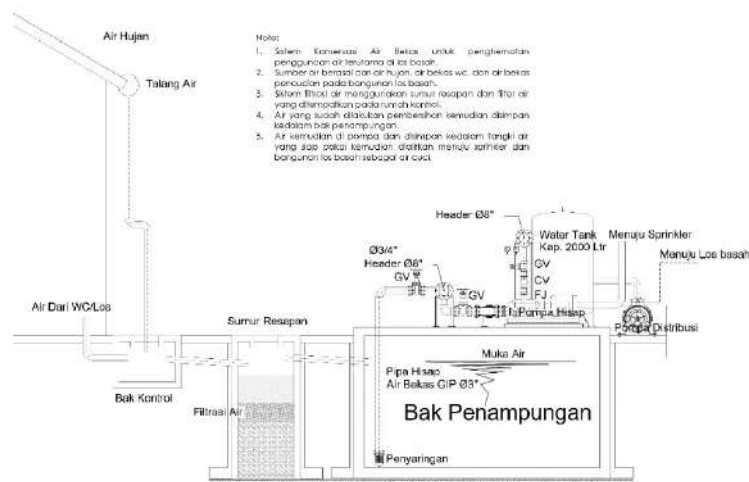 Air Hujan
Note:
1. Sistem Konservasi Air Bekas untuk penghematan
penggunaan air terutama di los basah.
2. Sumber air berasal dari air hujan, air bekas wc, dan air bekas
pencucian pada bangunan los basah.
3. Sistem filtrasi air menggunakan sumur resapan dan filter air
yang ditempatkan pada rumah kontrol.
4. Air yang sudah dilakukan pembersihan kemudian disimpan
kedalam bak penampungan.
5. Air kemudian di pompa dan disimpan kedalam tangki air
yang siap pakai kemudian dialirkan menuju sprinkler dan
bangunan los basah sebagai air cuci.
Talang Air
Header Ø8"
Water Tank
Kap. 2000 Ltr
Menuju Sprinkler
Menuju Los basah
Ø3/4"
Header Ø8"
GV
GV
GV
CV
FJ
Pompa Hisap
Pompa Distribusi
Air Dari WC/Los
Sumur Resapan
Muka Air
Pipa Hisap
Air Bekas GIP Ø3"
Bak Kontrol
Filtrasi Air
Bak Penampungan
Penyaringan